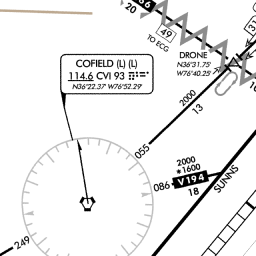 20
49
TO ECG
DRONE
N36°31.75'
W76°40.25'
COFIELD (L) (L)
114.6 CVI 93
N36°22.37' W76°52.29'
2000
13
055
2000
*1600
086
V194
18
SUNNS
249